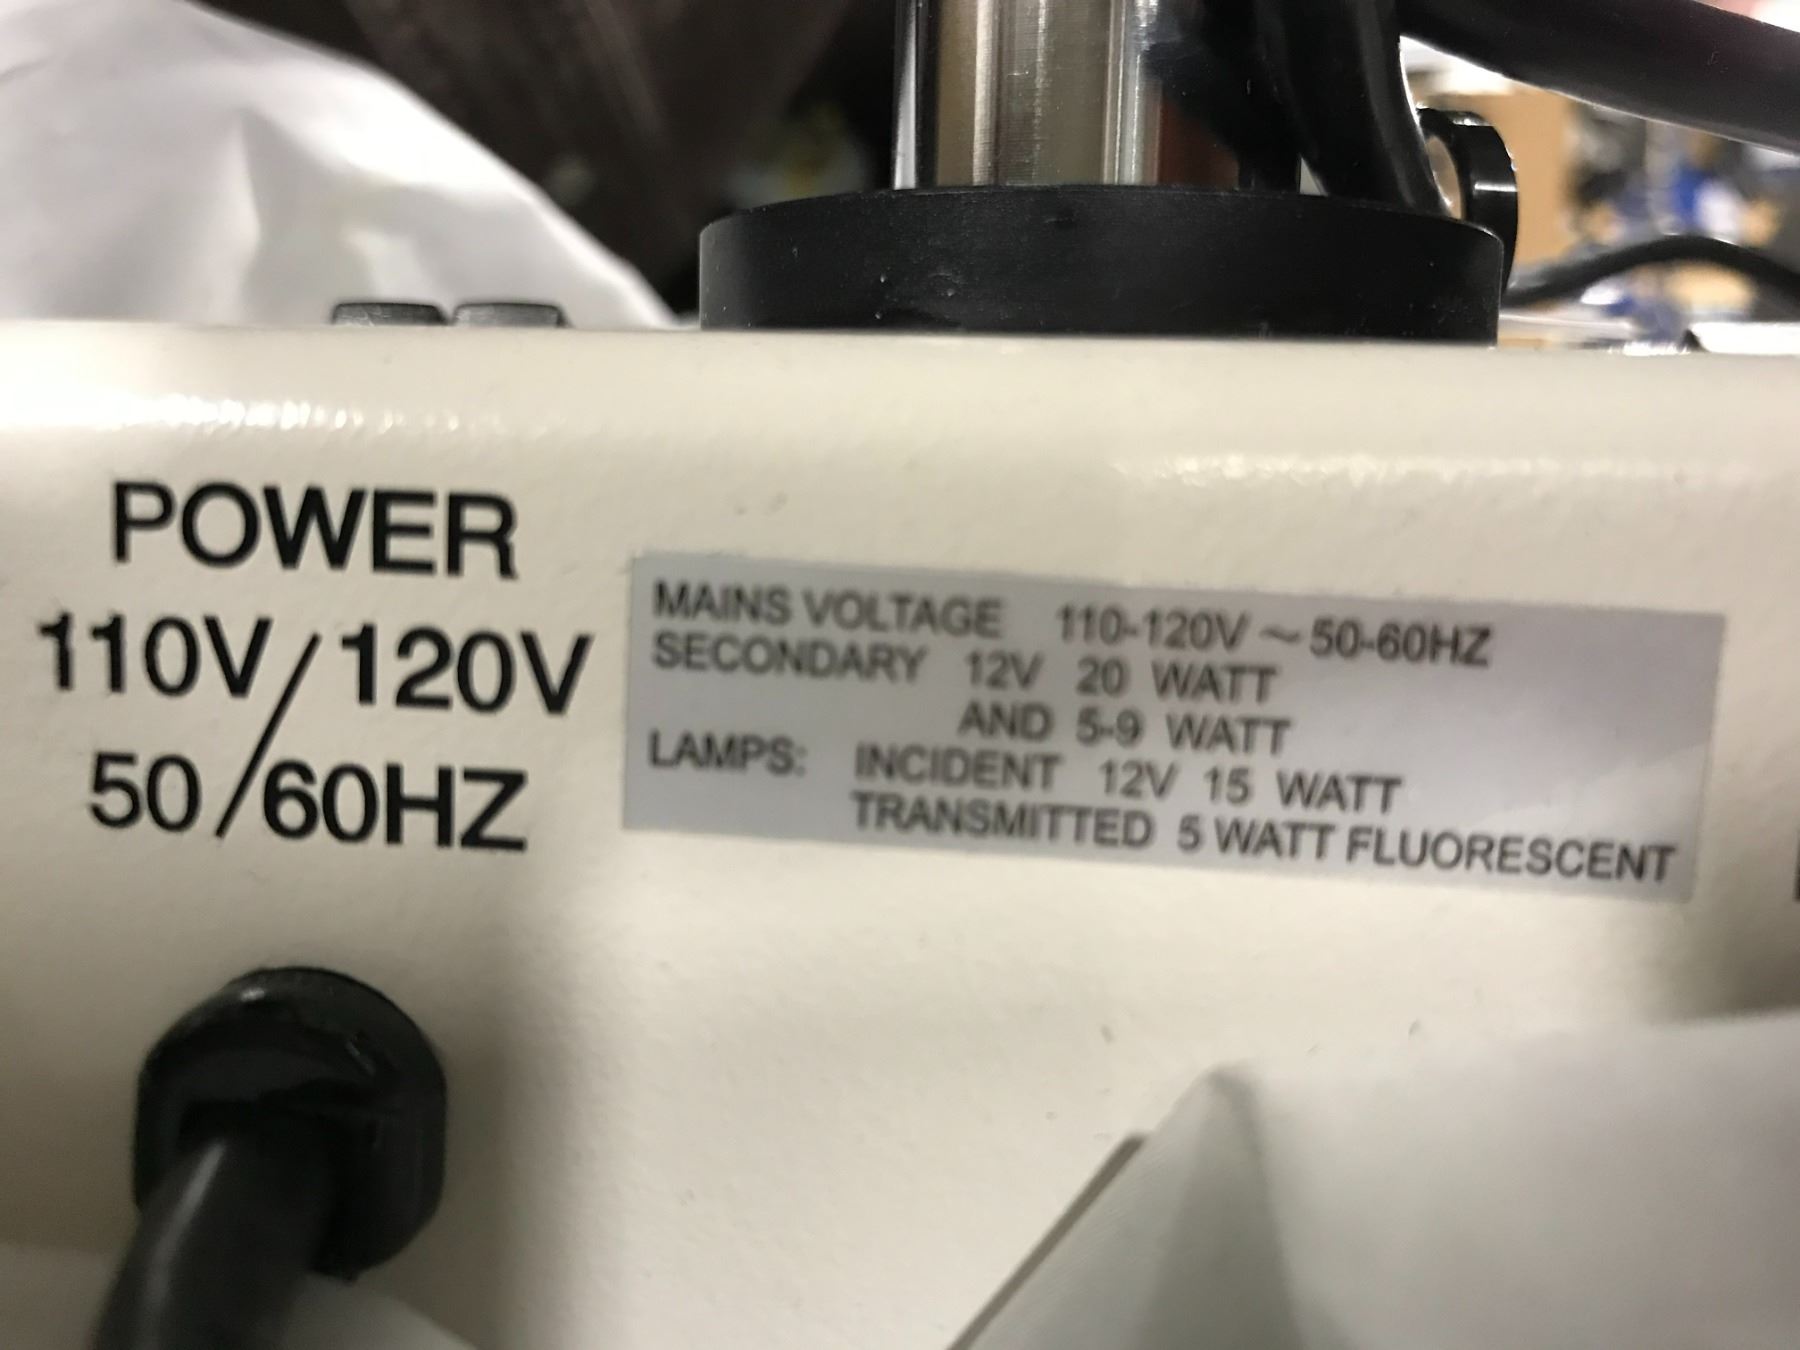 POWER
110V/120V
50/60HZ
MAINS VOLTAGE 110-120V ~ 50-60HZ
SECONDARY 12V 20 WATT
AND 5-9 WATT
LAMPS: INCIDENT 12V 15 WATT
TRANSMITTED 5 WATT FLUORESCENT